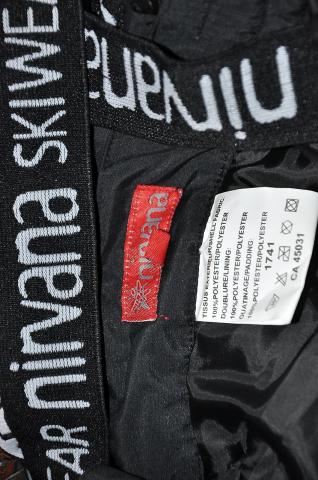 nirvana SKIWEAR
nirvana
nirvana
TISSUS EXTERIEUR/SHELL FABRIC:
100%POLYESTER/POLYESTER
DOUBLURE/LINING:
100%POLYESTER/POLYESTER
OUATINAGE/PADDING:
100%POLYESTER/POLYESTER
1741
CA 45031